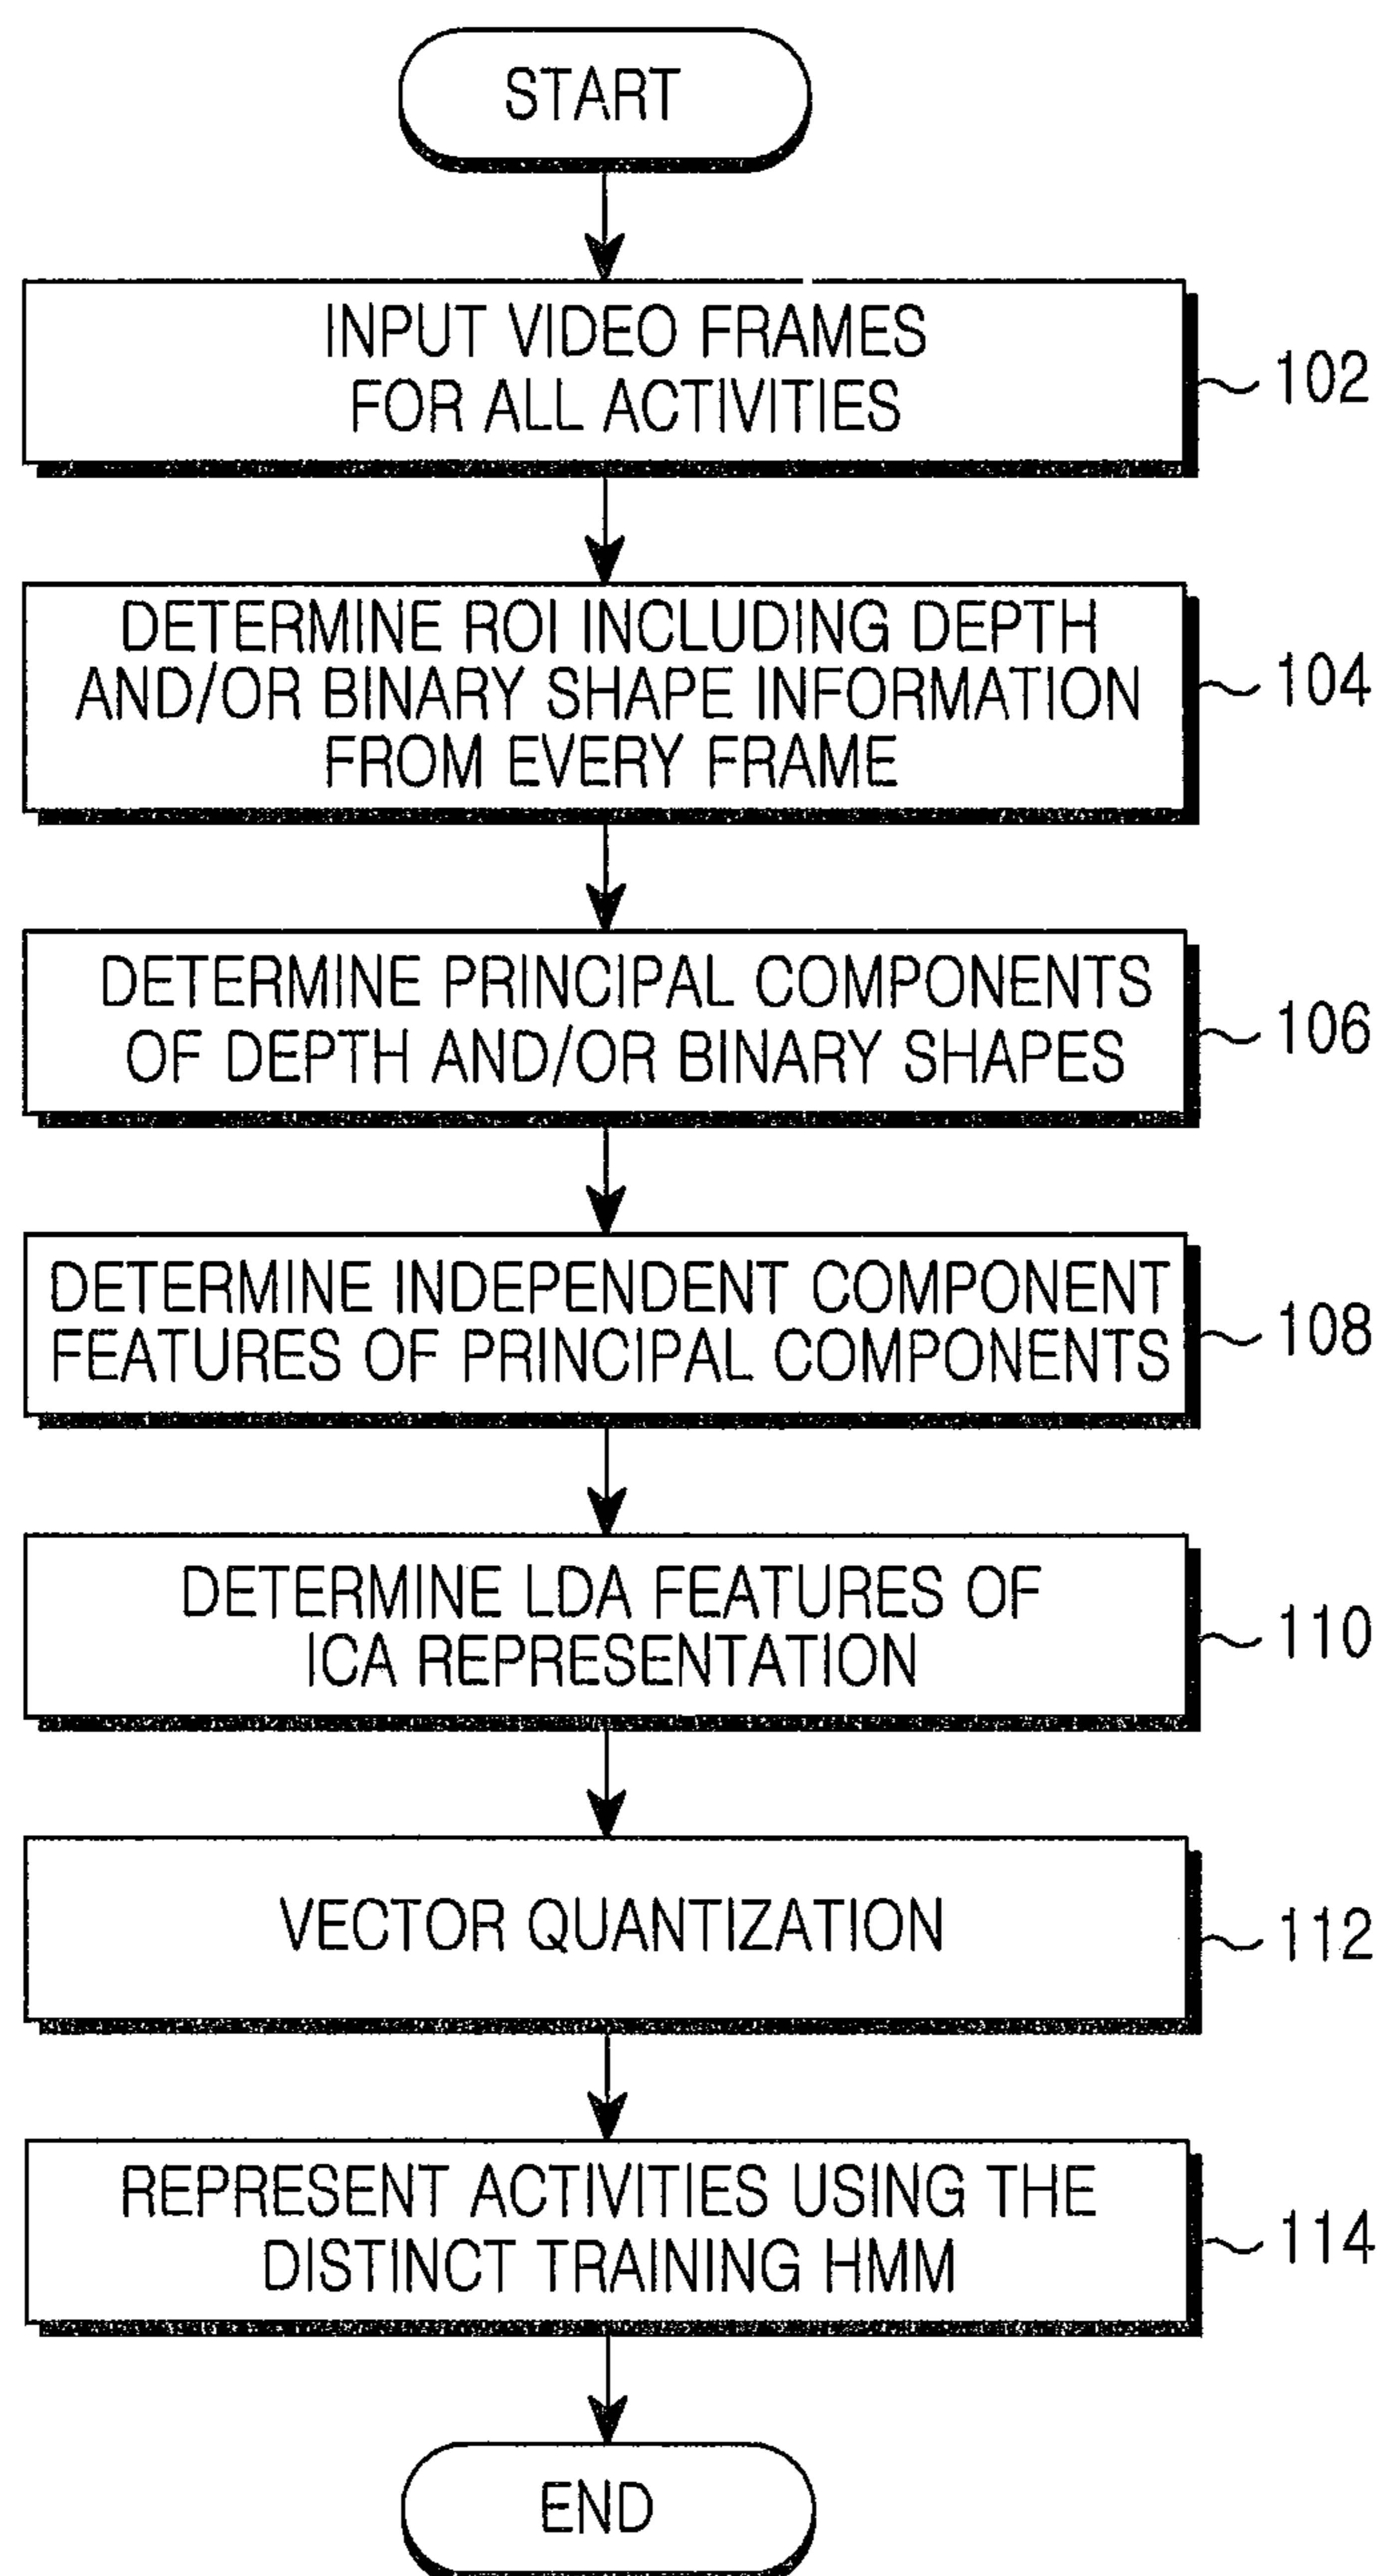 START
INPUT VIDEO FRAMES
FOR ALL ACTIVITIES
102
DETERMINE ROI INCLUDING DEPTH
AND/OR BINARY SHAPE INFORMATION
FROM EVERY FRAME
104
DETERMINE PRINCIPAL COMPONENTS
OF DEPTH AND/OR BINARY SHAPES
106
DETERMINE INDEPENDENT COMPONENT
FEATURES OF PRINCIPAL COMPONENTS
108
DETERMINE LDA FEATURES OF
ICA REPRESENTATION
110
VECTOR QUANTIZATION
112
REPRESENT ACTIVITIES USING THE
DISTINCT TRAINING HMM
114
END